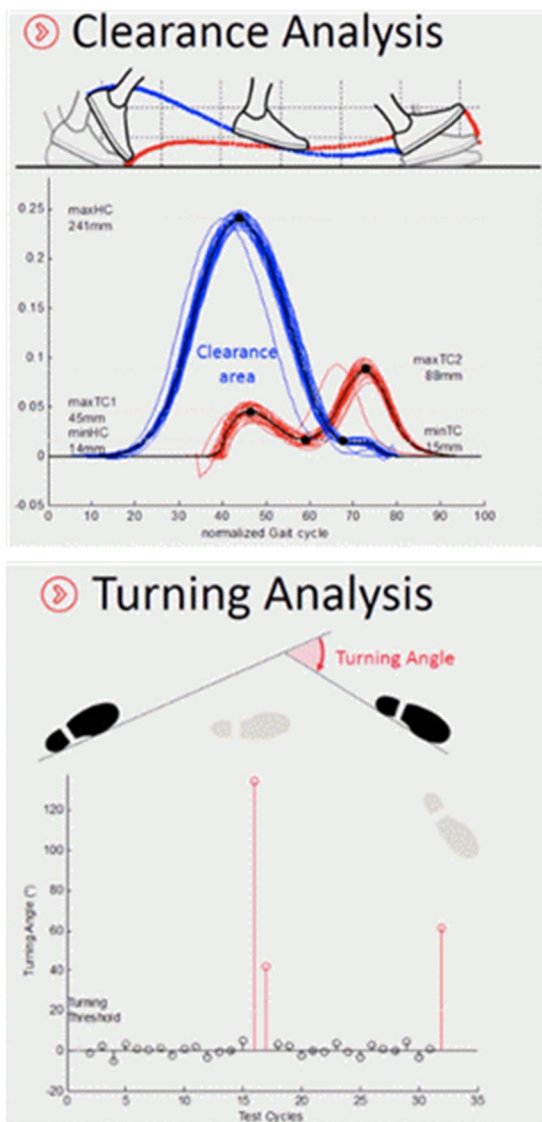 Clearance Analysis
0.25
maxHC
241mm
0.2
0.15
Clearance
area
0.1
maxTC2
88mm
maxTC1
0.05
45mm
minHC
14mm
minTC
15mm
0
-0.05
0 10 20 30 40 50 60 70 80 90 100
normalized Gait cycle
Turning Analysis
Turning Angle
120
100
80
60
40
20
Turning
Threshold
0
-20
Turning Angle (°)
0 5 10 15 20 25 30 35
Test Cycles